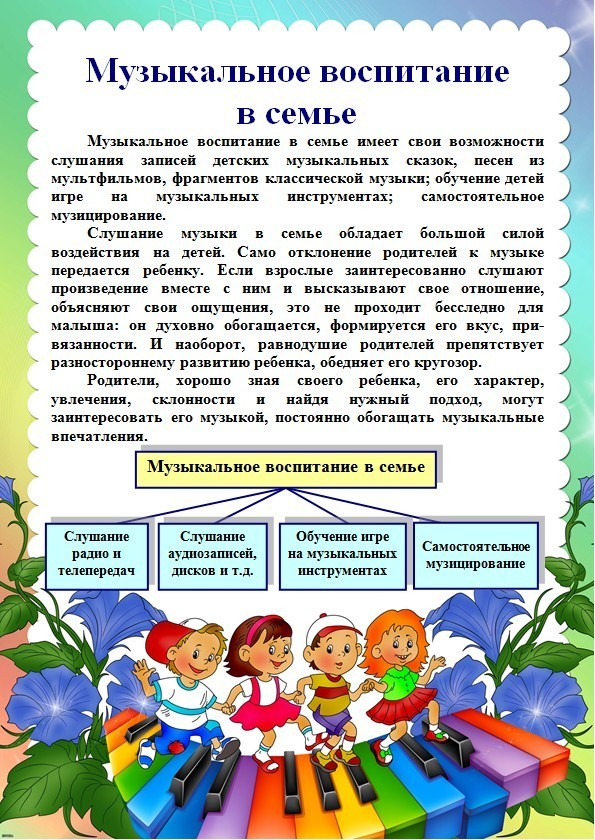 Музыкальное воспитание
в семье
Музыкальное воспитание в семье имеет свои возможности
слушания записей детских музыкальных сказок, песен из
мультфильмов, фрагментов классической музыки; обучение детей
игре на музыкальных инструментах; самостоятельное
музицирование.
Слушание музыки в семье обладает большой силой
воздействия на детей. Само отклонение родителей к музыке
передается ребенку. Если взрослые заинтересованно слушают
произведение вместе с ним и высказывают свое отношение,
объясняют свои ощущения, это не проходит бесследно для
малыша: он духовно обогащается, формируется его вкус, при-
вязанности. И наоборот, равнодушие родителей препятствует
разностороннему развитию ребенка, обедняет его кругозор.
Родители, хорошо зная своего ребенка, его характер,
увлечения, склонности и найдя нужный подход, могут
заинтересовать его музыкой, постоянно обогащать музыкальные
впечатления.
Музыкальное воспитание в семье
Слушание
радио и
телепередач
Слушание
аудиозаписей,
дисков и т.д.
Обучение игре
на музыкальных
инструментах
Самостоятельное
музицирование